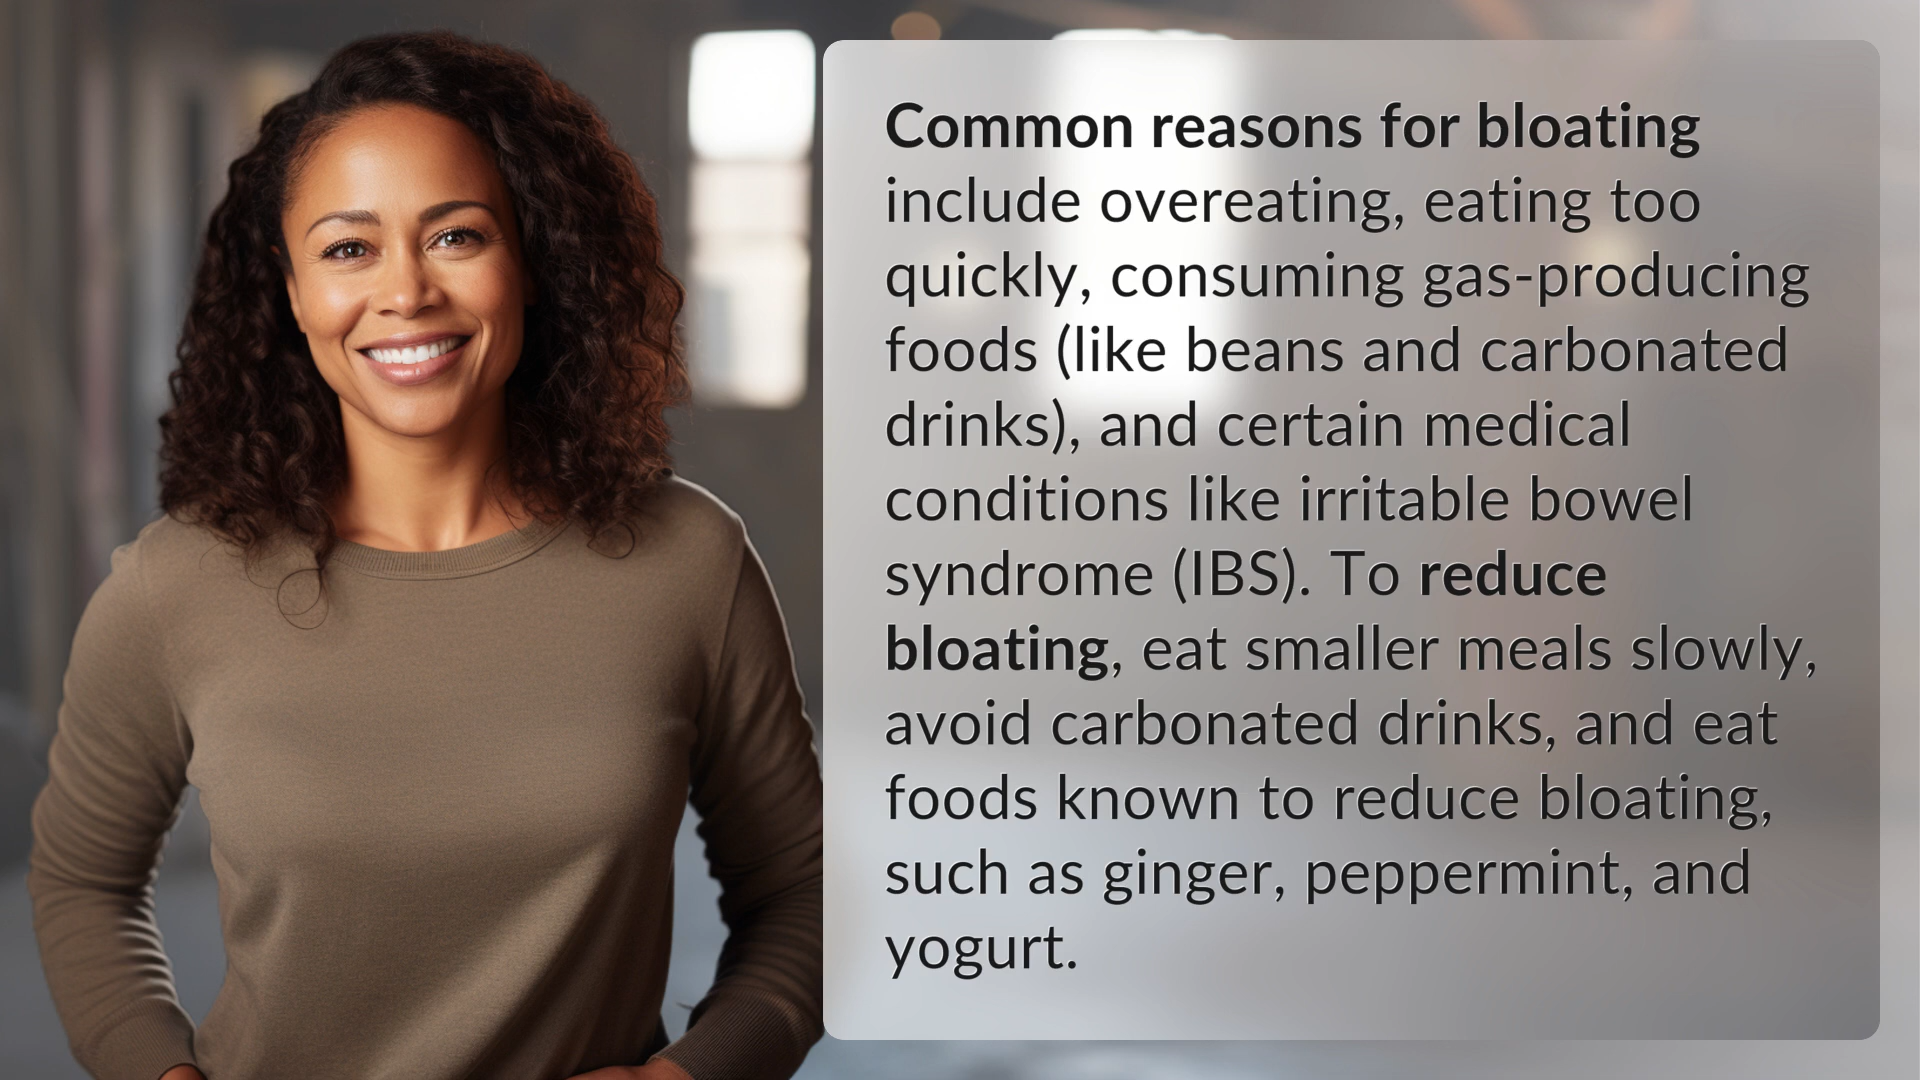 Common reasons for bloating
include overeating, eating too
quickly, consuming gas-producing
foods (like beans and carbonated
drinks), and certain medical
conditions like irritable bowel
syndrome (IBS). To reduce
bloating, eat smaller meals slowly,
avoid carbonated drinks, and eat
foods known to reduce bloating,
such as ginger, peppermint, and
yogurt.